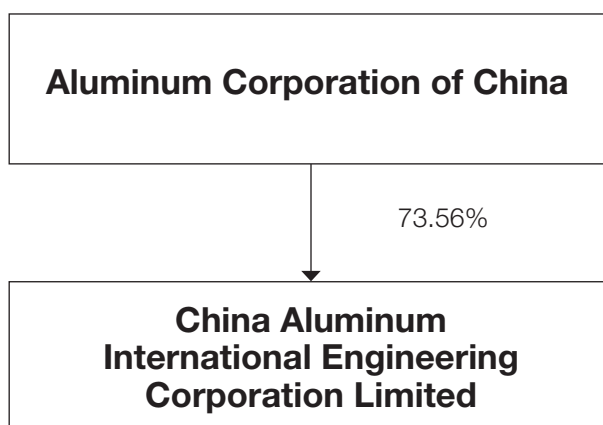 Aluminum Corporation of China
73.56%
China Aluminum
International Engineering
Corporation Limited